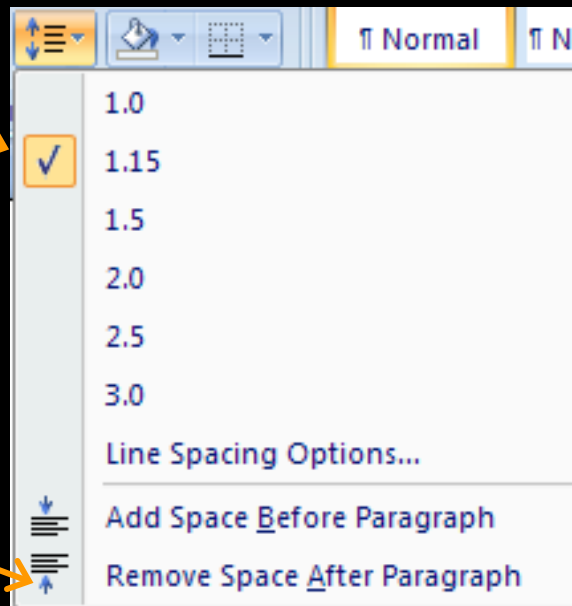 ¶ Normal ¶ N
1.0
1.15
1.5
2.0
2.5
3.0
Line Spacing Options...
Add Space Before Paragraph
Remove Space After Paragraph